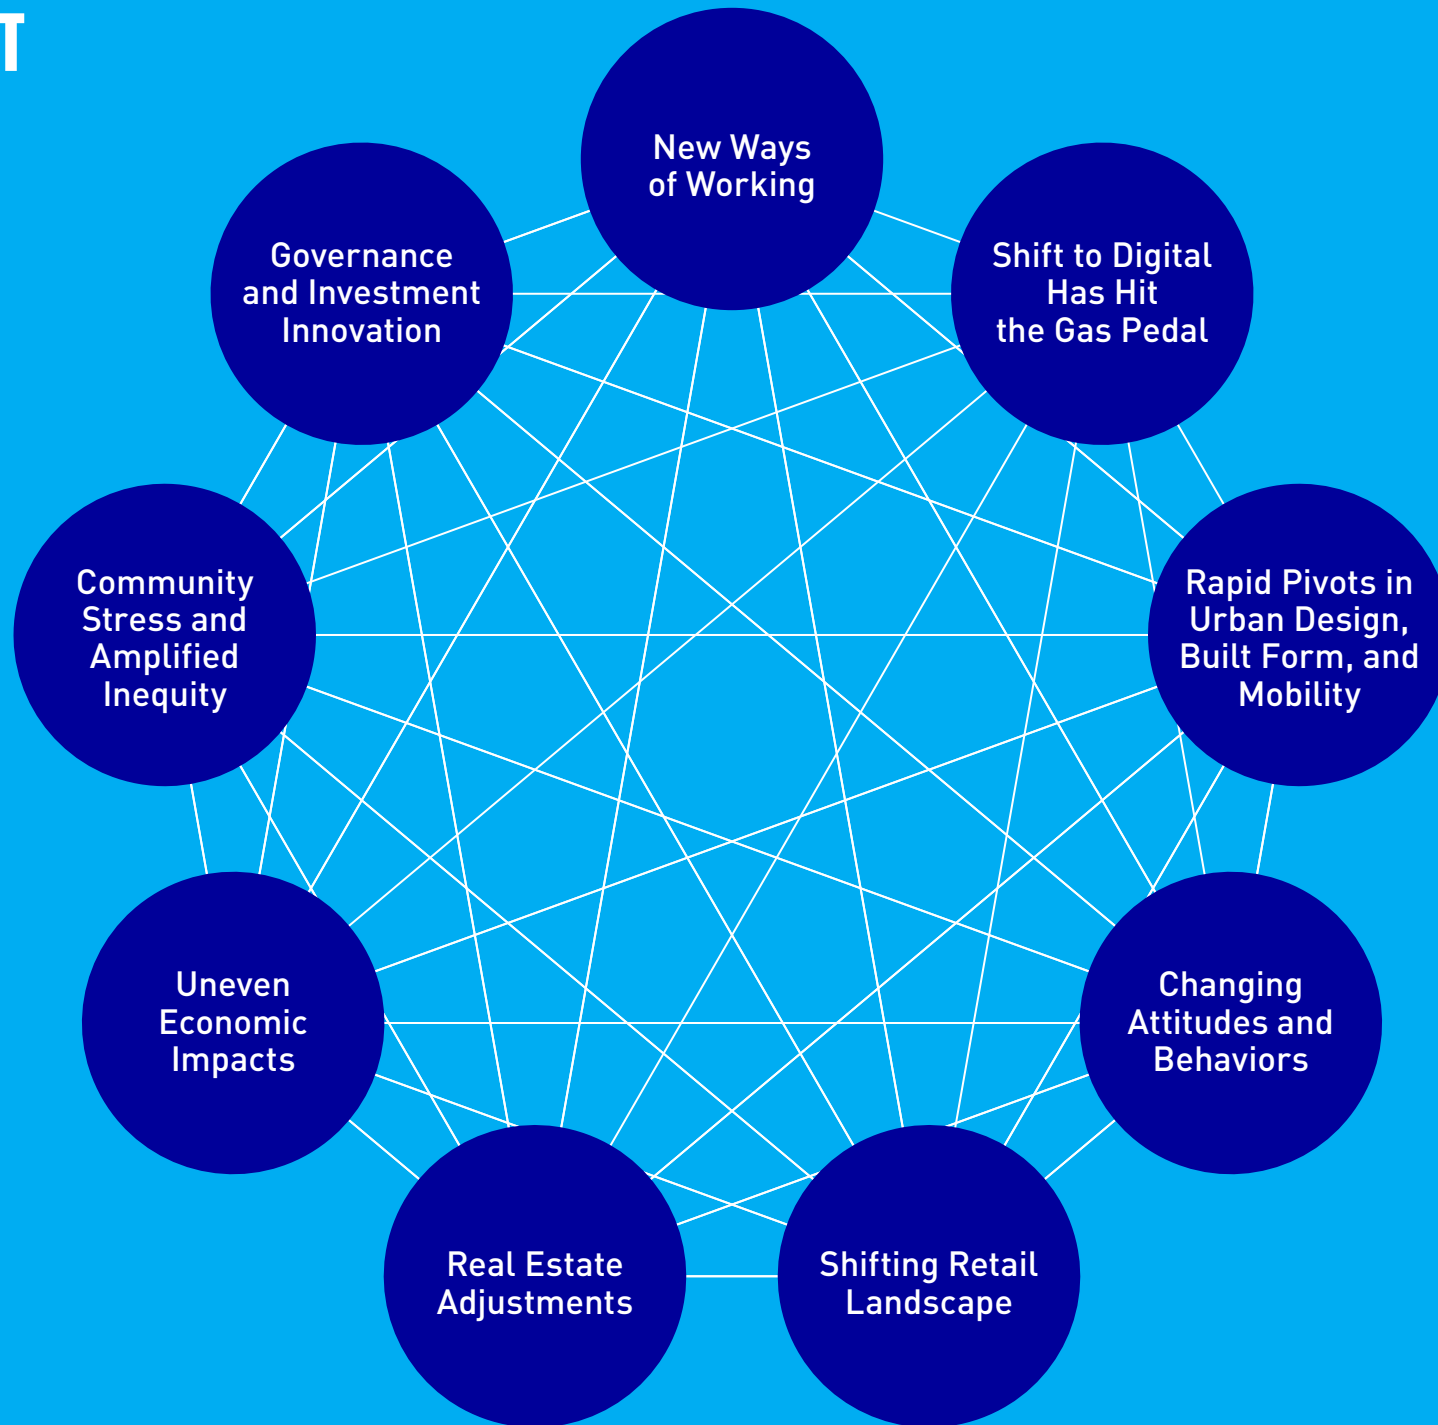 T
New Ways
of Working
Shift to Digital
Has Hit
the Gas Pedal
Rapid Pivots in
Urban Design,
Built Form, and
Mobility
Changing
Attitudes and
Behaviors
Shifting Retail
Landscape
Real Estate
Adjustments
Uneven
Economic
Impacts
Community
Stress and
Amplified
Inequity
Governance
and Investment
Innovation